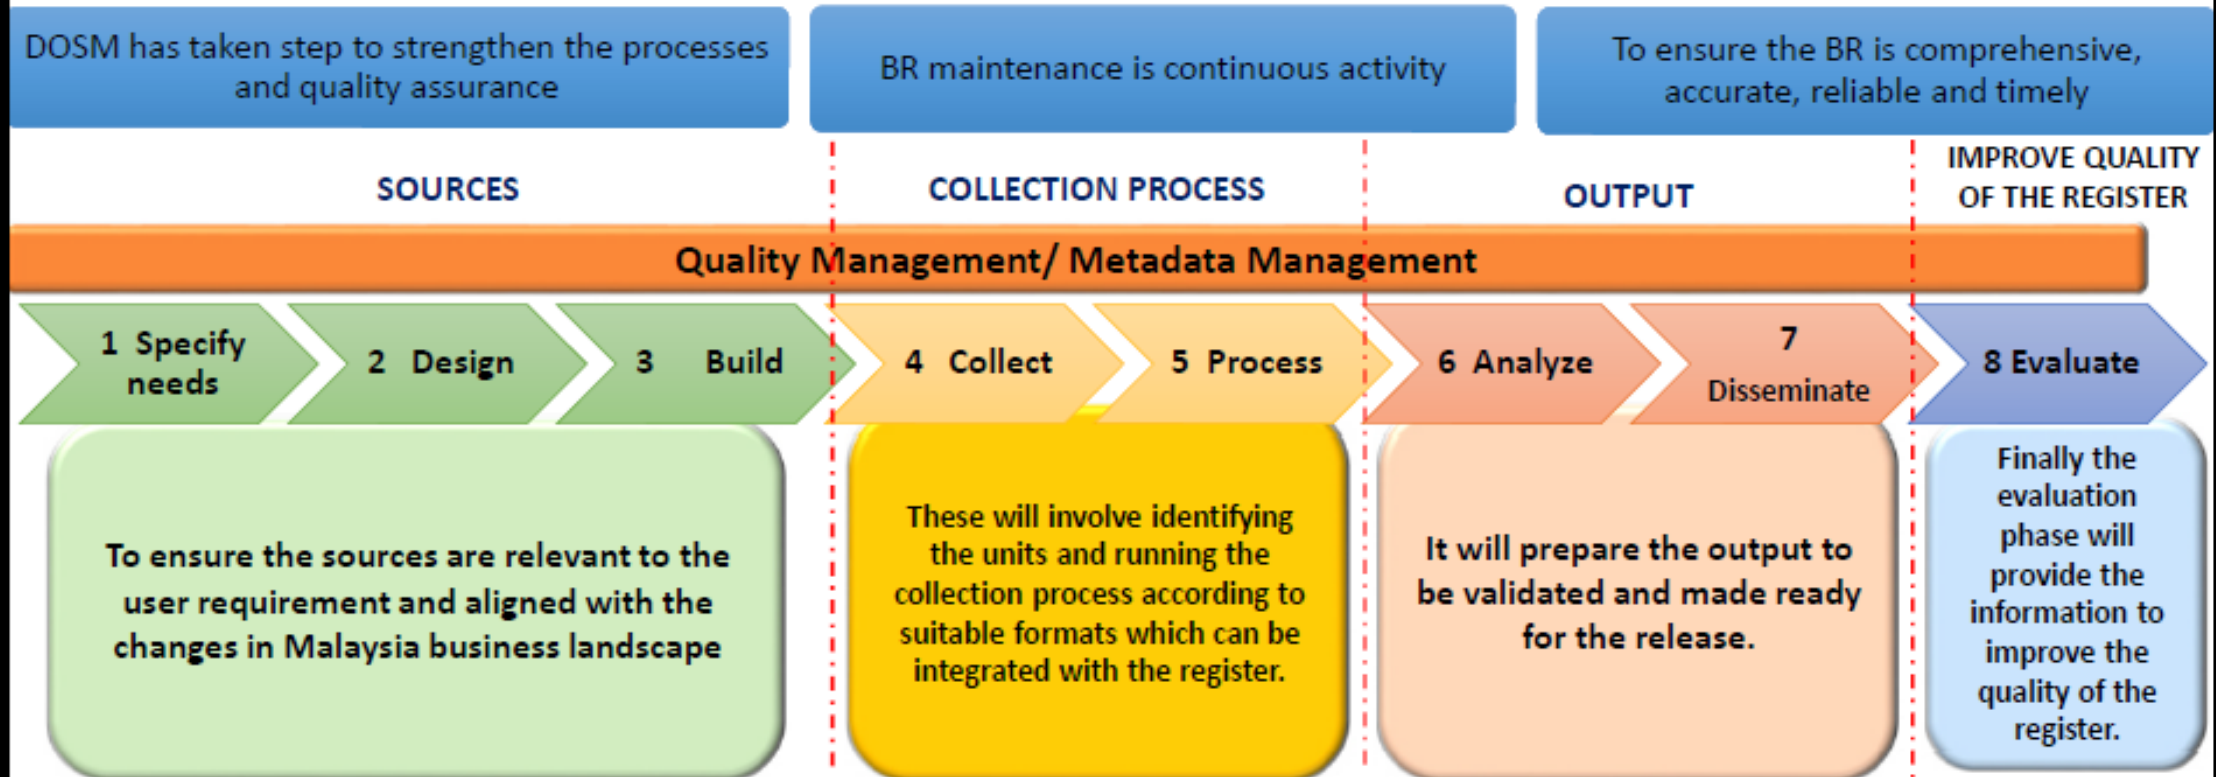 DOSM has taken step to strengthen the processes
and quality assurance
BR maintenance is continuous activity
To ensure the BR is comprehensive,
accurate, reliable and timely
SOURCES
COLLECTION PROCESS
OUTPUT
IMPROVE QUALITY
OF THE REGISTER
Quality Management/ Metadata Management
1 Specify
needs
2 Design
3 Build
4 Collect
5 Process
6 Analyze
7
Disseminate
8 Evaluate
To ensure the sources are relevant to the
user requirement and aligned with the
changes in Malaysia business landscape
These will involve identifying
the units and running the
collection process according to
suitable formats which can be
integrated with the register.
It will prepare the output to
be validated and made ready
for the release.
Finally the
evaluation
phase will
provide the
information to
improve the
quality of the
register.